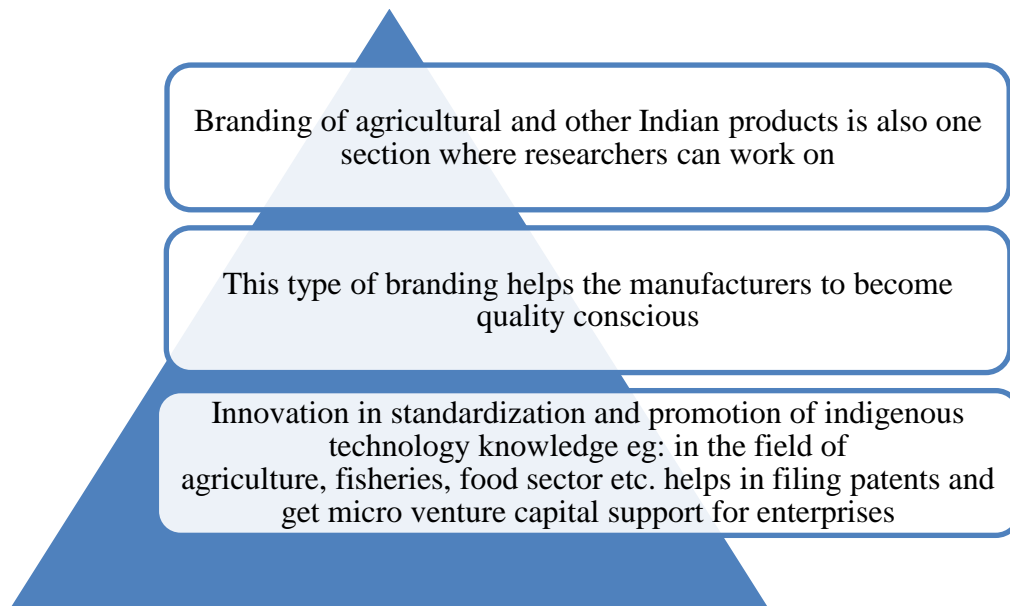 Branding of agricultural and other Indian products is also one
section where researchers can work on
This type of branding helps the manufacturers to become
quality conscious
Innovation in standardization and promotion of indigenous
technology knowledge eg: in the field of
agriculture, fisheries, food sector etc. helps in filing patents and
get micro venture capital support for enterprises